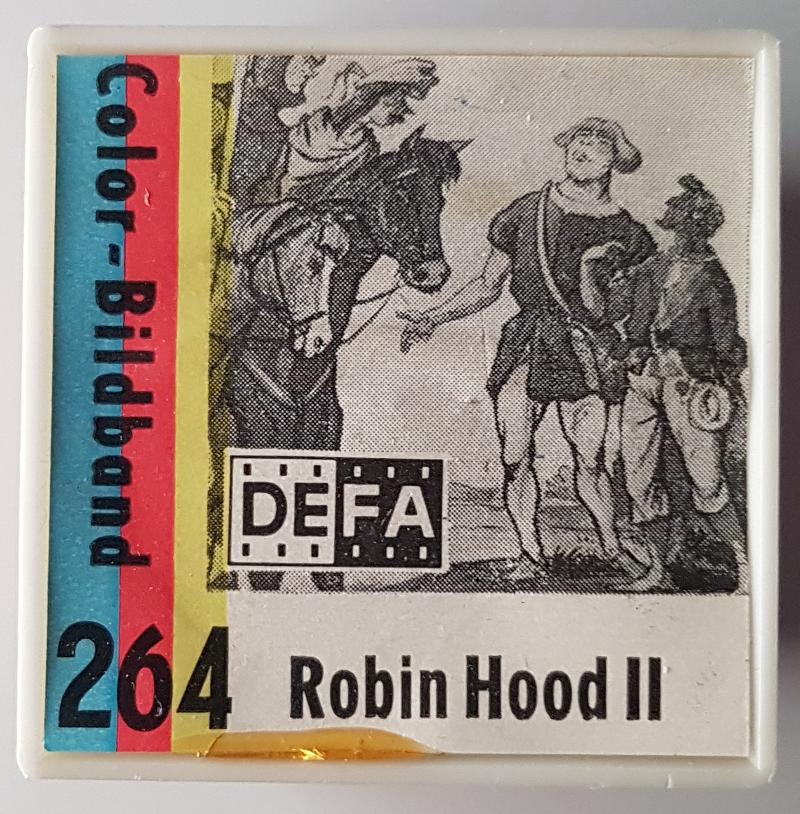 Color-Bildband
DEFA
264
Robin Hood II